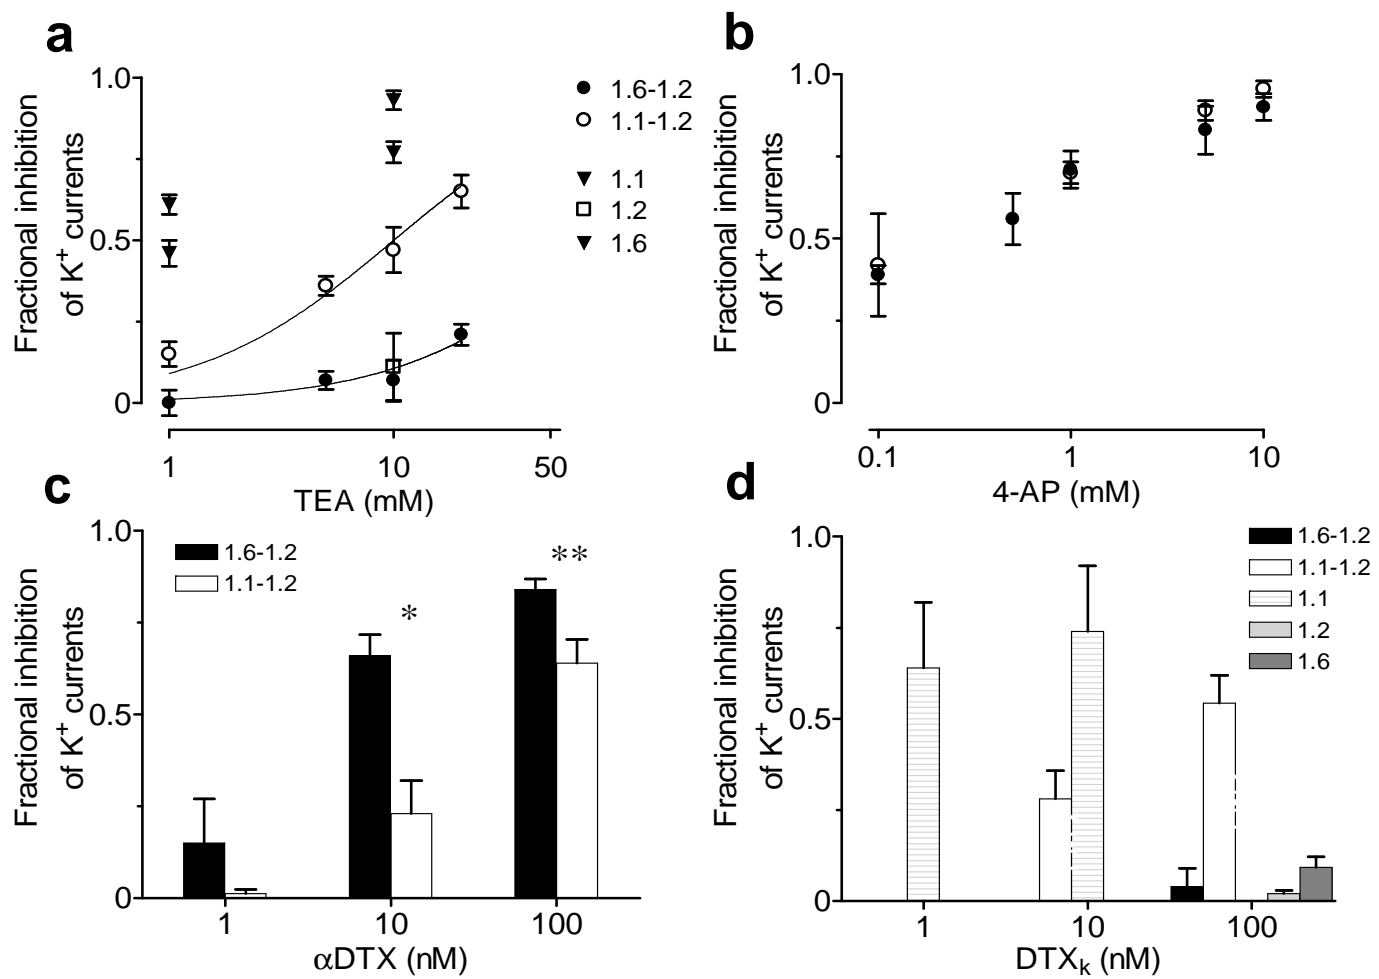 a
1.0
0.5
0
Fractional inhibition
of K⁺ currents
1
10
50
TEA (mM)
1.6-1.2
1.1-1.2
1.1
1.2
1.6
b
1.0
0.5
0
Fractional inhibition
of K⁺ currents
0.1
1
10
4-AP (mM)
c
1.0
0.5
0
Fractional inhibition
of K⁺ currents
1.6-1.2
1.1-1.2
*
**
1
10
100
αDTX (nM)
d
1.0
0.5
0
Fractional inhibition
of K⁺ currents
1.6-1.2
1.1-1.2
1.1
1.2
1.6
1
10
100
DTXₖ (nM)